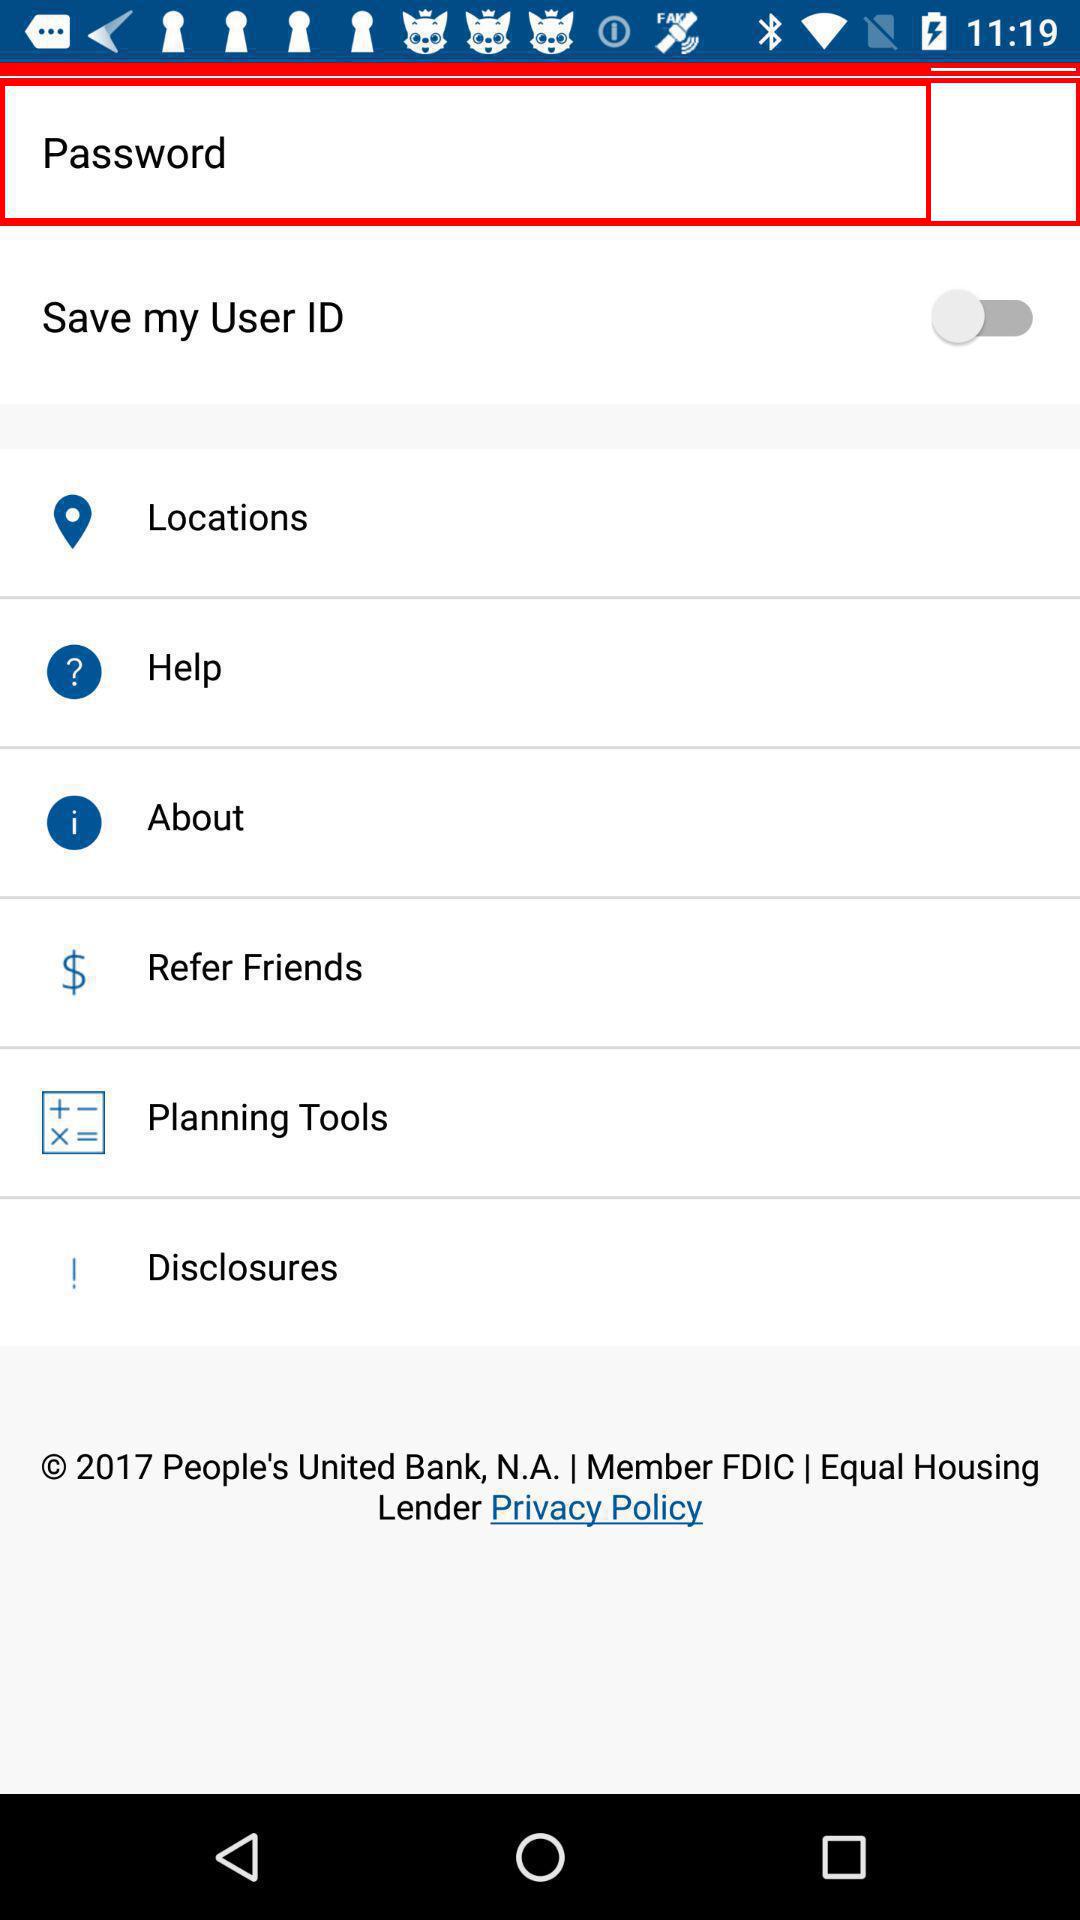 FAKE
11:19
Password
Save my User ID
Locations
? Help
i About
$ Refer Friends
+ − × = Planning Tools
! Disclosures
© 2017 People's United Bank, N.A. | Member FDIC | Equal Housing
Lender Privacy Policy